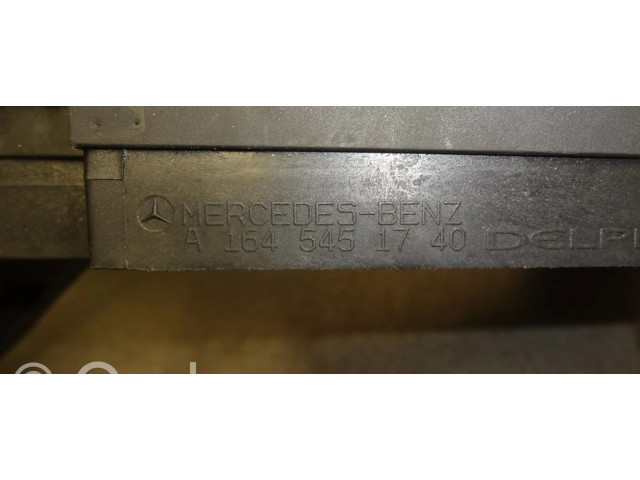 MERCEDES-BENZ
A 164 545 17 40 DELPHI